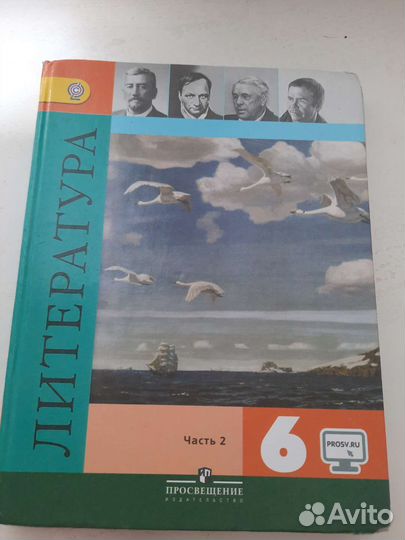 ЛИТЕРАТУРА
Часть 2
6
PROSV.RU
ПРОСВЕЩЕНИЕ
ИЗДАТЕЛЬСТВО
Avito